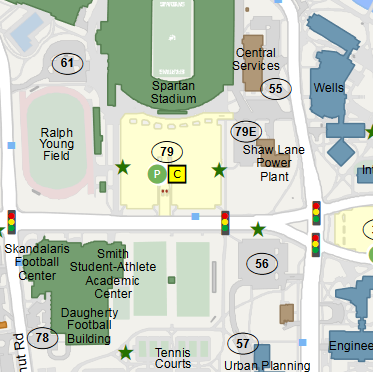 61
Spartan
Stadium
Central
Services
55
Wells
Ralph
Young
Field
79
P
C
79E
Shaw Lane
Power
Plant
Int
Skandalaris
Football
Center
Smith
Student-Athlete
Academic
Center
Daugherty
Football
Building
56
78
nut Rd
57
Tennis
Courts
Urban Planning
Enginee